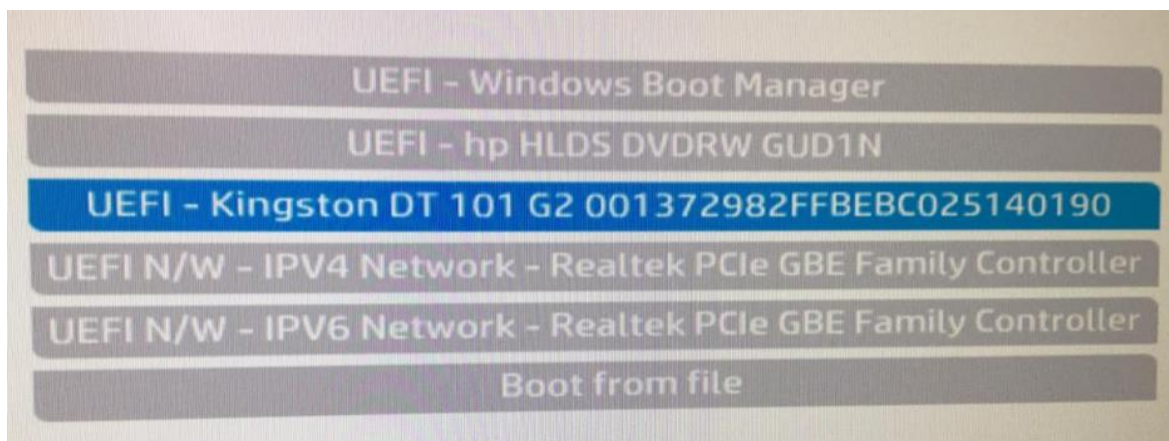 UEFI - Windows Boot Manager
UEFI - hp HLDS DVDRW GUD1N
UEFI - Kingston DT 101 G2 001372982FFBEBC025140190
UEFI N/W - IPV4 Network - Realtek PCIe GBE Family Controller
UEFI N/W - IPV6 Network - Realtek PCIe GBE Family Controller
Boot from file